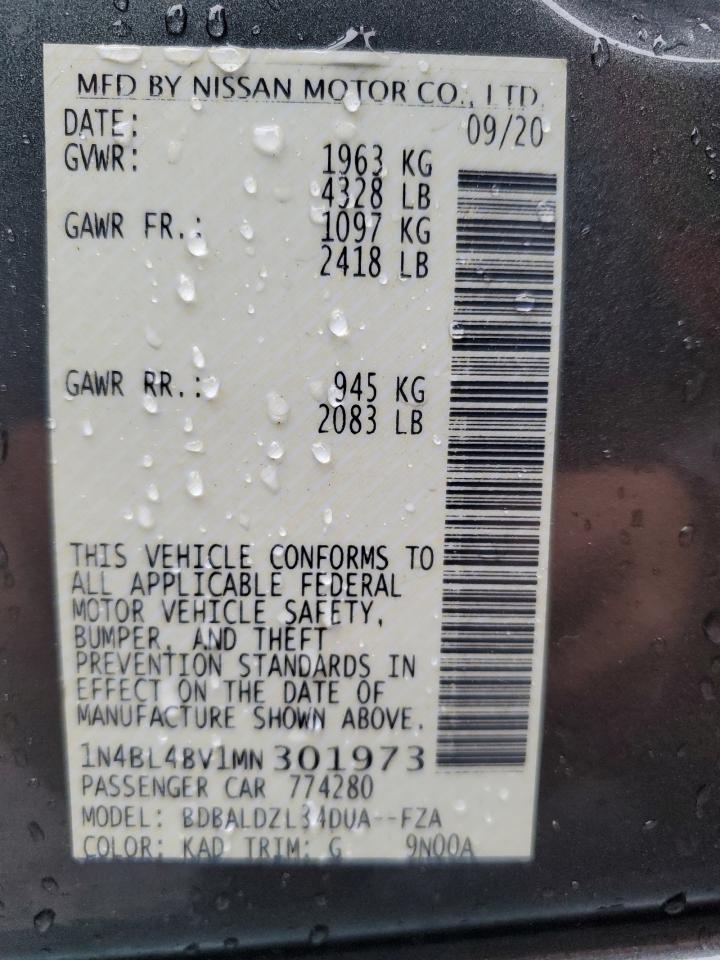 MFD BY NISSAN MOTOR CO., LTD.
DATE: 09/20
GVWR: 1963 KG
4328 LB
GAWR FR.: 1097 KG
2418 LB
GAWR RR.: 945 KG
2083 LB
THIS VEHICLE CONFORMS TO
ALL APPLICABLE FEDERAL
MOTOR VEHICLE SAFETY,
BUMPER, AND THEFT
PREVENTION STANDARDS IN
EFFECT ON THE DATE OF
MANUFACTURE SHOWN ABOVE.
1N4BL4BV1MN301973
PASSENGER CAR 774280
MODEL: BDBALDZL34DUA--FZA
COLOR: KAD TRIM: G 9N00A